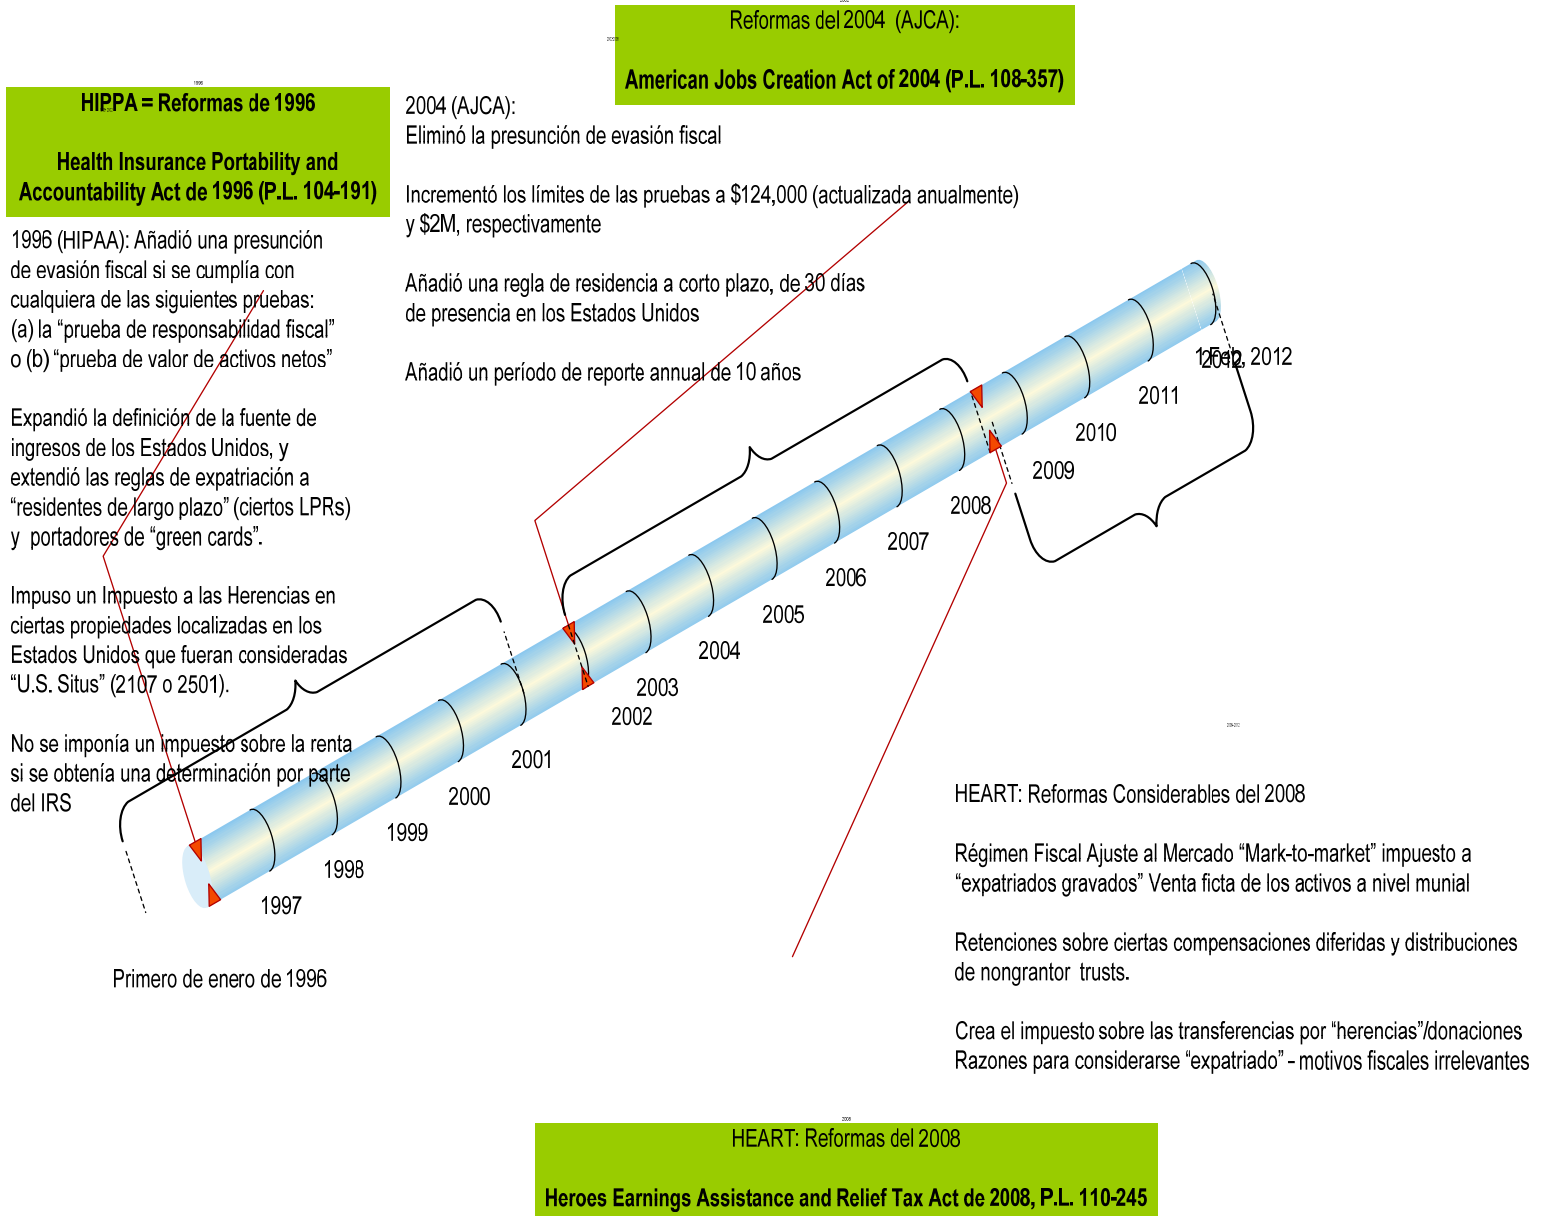 Reformas del 2004 (AJCA):
American Jobs Creation Act of 2004 (P.L. 108-357)
1996
HIPPA = Reformas de 1996
Health Insurance Portability and
Accountability Act de 1996 (P.L. 104-191)
1996 (HIPAA): Añadió una presunción
de evasión fiscal si se cumplía con
cualquiera de las siguientes pruebas:
(a) la “prueba de responsabilidad fiscal”
o (b) “prueba de valor de activos netos”
Expandió la definición de la fuente de
ingresos de los Estados Unidos, y
extendió las reglas de expatriación a
“residentes de largo plazo” (ciertos LPRs)
y portadores de “green cards”.
Impuso un Impuesto a las Herencias en
ciertas propiedades localizadas en los
Estados Unidos que fueran consideradas
“U.S. Situs” (2107 o 2501).
No se imponía un impuesto sobre la renta
si se obtenía una determinación por parte
del IRS
2004 (AJCA):
Eliminó la presunción de evasión fiscal
Incrementó los límites de las pruebas a $124,000 (actualizada anualmente)
y $2M, respectivamente
Añadió una regla de residencia a corto plazo, de 30 días
de presencia en los Estados Unidos
Añadió un período de reporte annual de 10 años
Primero de enero de 1996
1997
1998
1999
2000
2001
2002
2003
2004
2005
2006
2007
2008
2009
2010
2011
2012
1 Feb, 2012
HEART: Reformas Considerables del 2008
Régimen Fiscal Ajuste al Mercado “Mark-to-market” impuesto a
“expatriados gravados” Venta ficta de los activos a nivel munial
Retenciones sobre ciertas compensaciones diferidas y distribuciones
de nongrantor trusts.
Crea el impuesto sobre las transferencias por “herencias”/donaciones
Razones para considerarse “expatriado” – motivos fiscales irrelevantes
2008
HEART: Reformas del 2008
Heroes Earnings Assistance and Relief Tax Act de 2008, P.L. 110-245